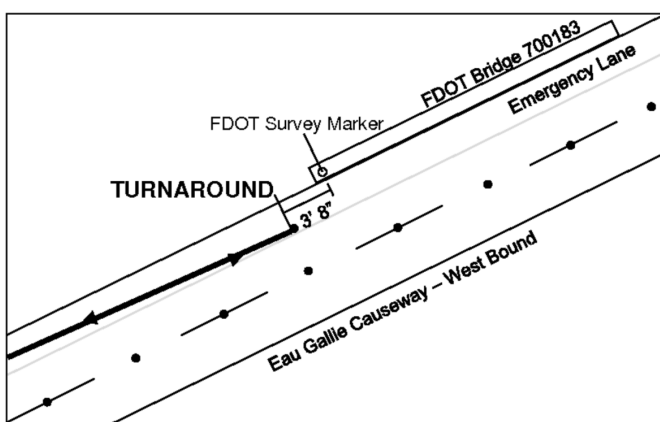 FDOT Bridge 700183
Emergency Lane
FDOT Survey Marker
TURNAROUND
3' 8"
Eau Gallie Causeway – West Bound